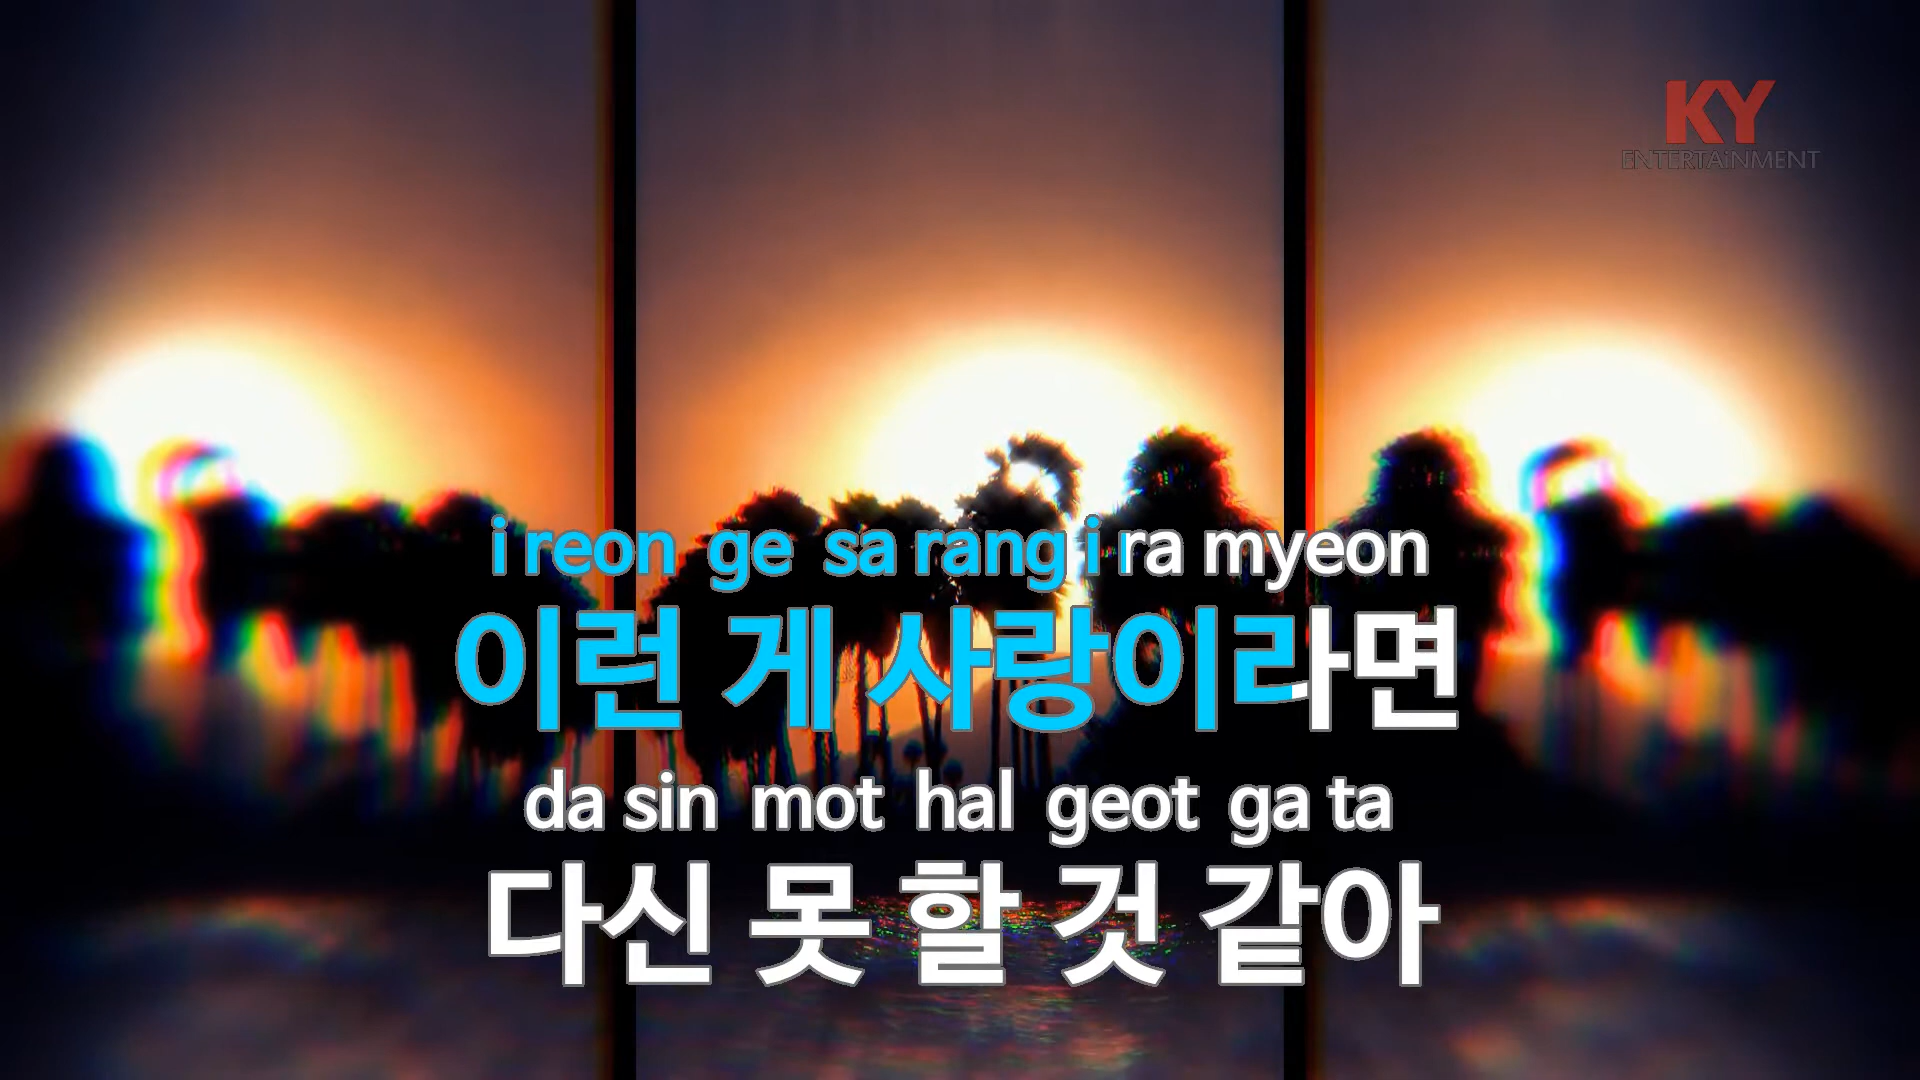 KY
ENTERTAiNMENT
i reon ge sa rang i ra myeon
이런 게 사랑이라면
da sin mot hal geot ga ta
다신 못 할 것 같아